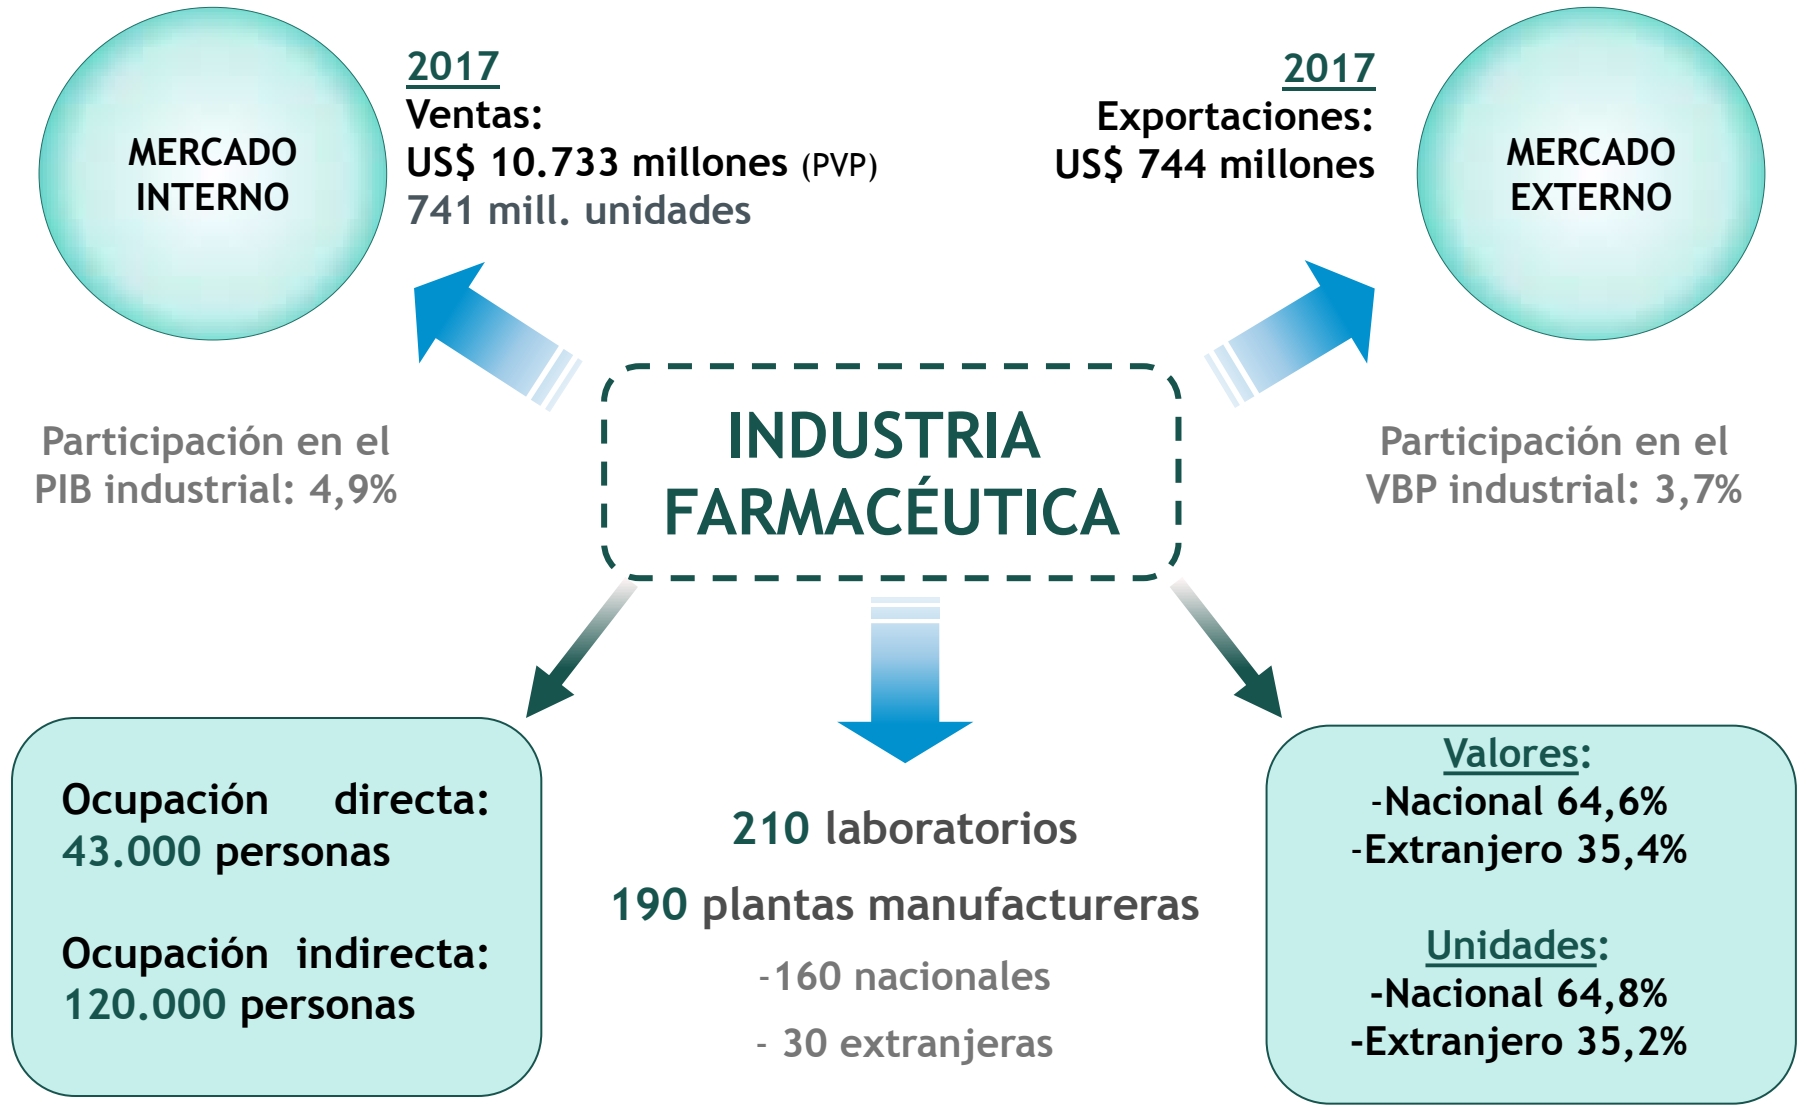 MERCADO
INTERNO
2017
Ventas:
US$ 10.733 millones (PVP)
741 mill. unidades
2017
Exportaciones:
US$ 744 millones
MERCADO
EXTERNO
Participación en el
PIB industrial: 4,9%
INDUSTRIA
FARMACÉUTICA
Participación en el
VBP industrial: 3,7%
Ocupación directa:
43.000 personas
Ocupación indirecta:
120.000 personas
210 laboratorios
190 plantas manufactureras
-160 nacionales
- 30 extranjeras
Valores:
-Nacional 64,6%
-Extranjero 35,4%
Unidades:
-Nacional 64,8%
-Extranjero 35,2%